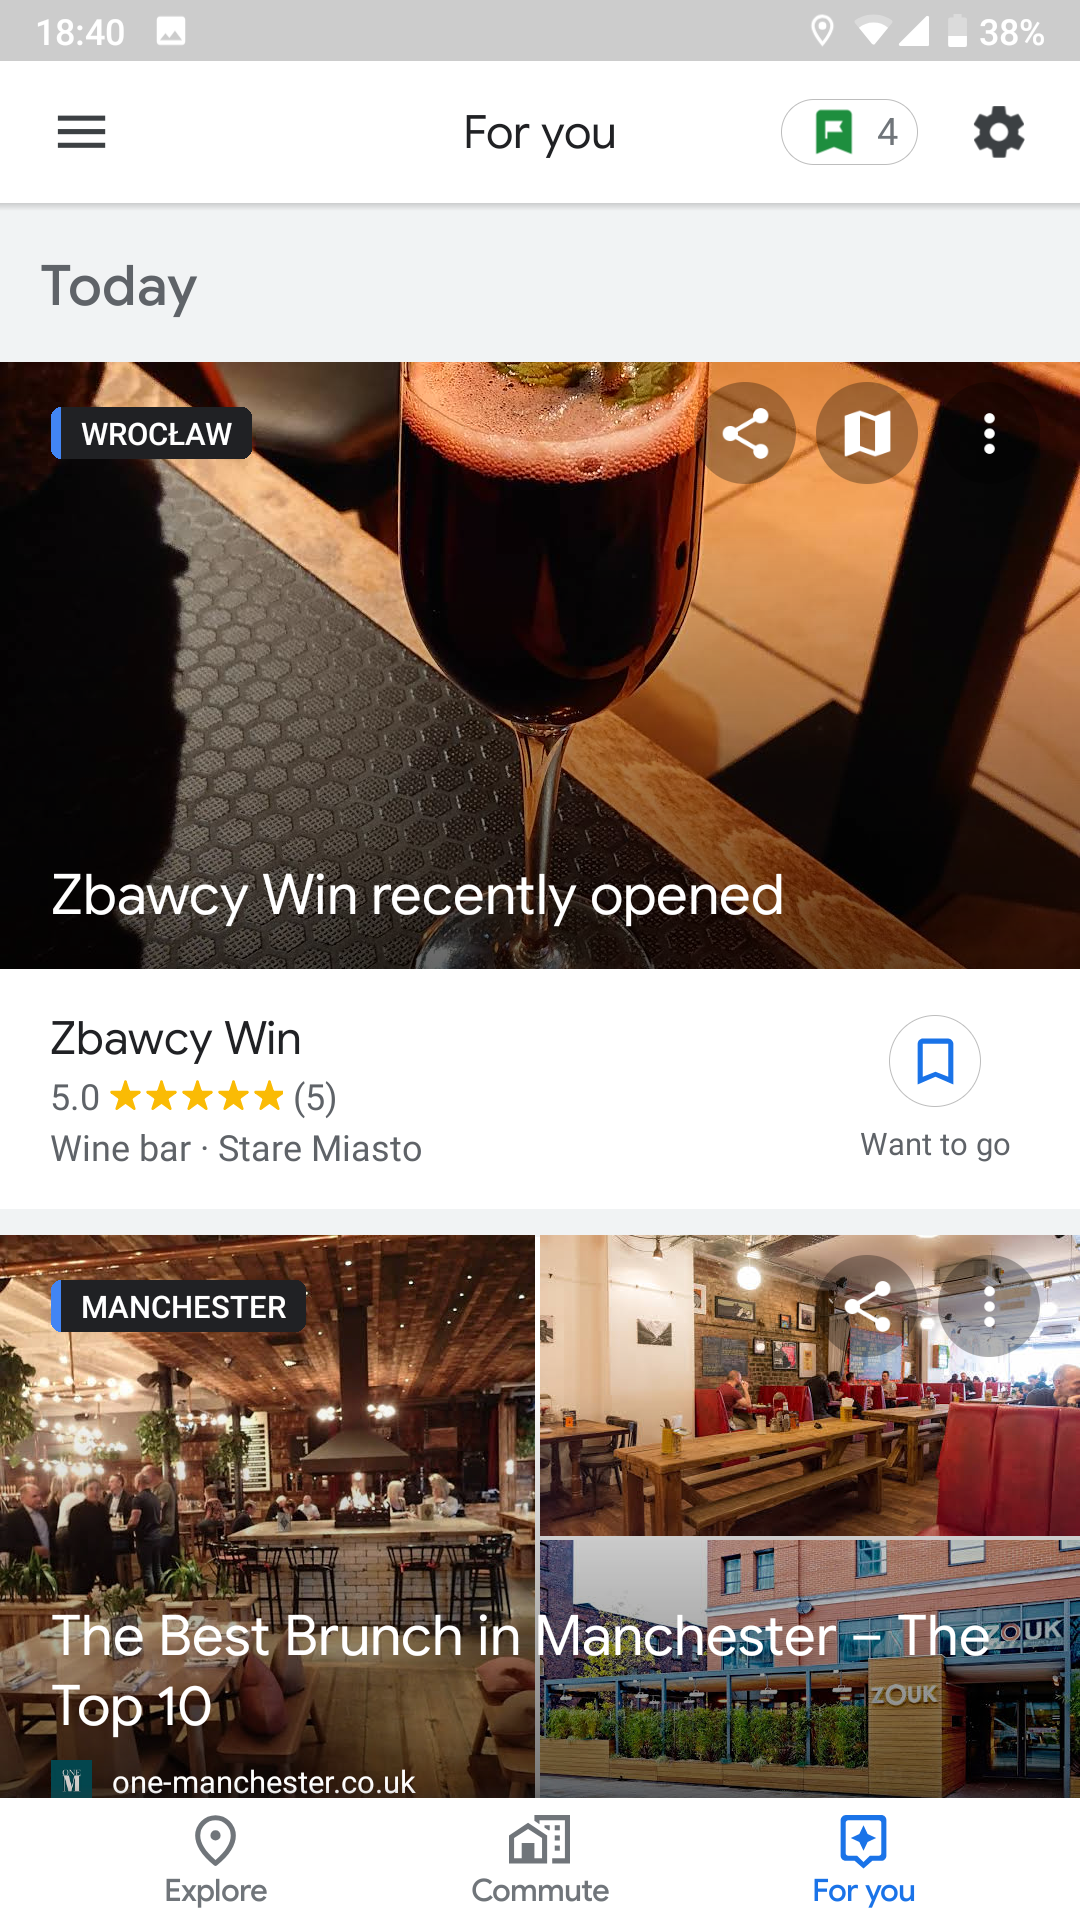 18:40
38%
For you
4
Today
WROCŁAW
Zbawcy Win recently opened
Zbawcy Win
5.0
(5)
Wine bar · Stare Miasto
Want to go
MANCHESTER
ZOUK
ZOUK
The Best Brunch in Manchester – The
Top 10
ONE
M
one-manchester.co.uk
Explore
Commute
For you